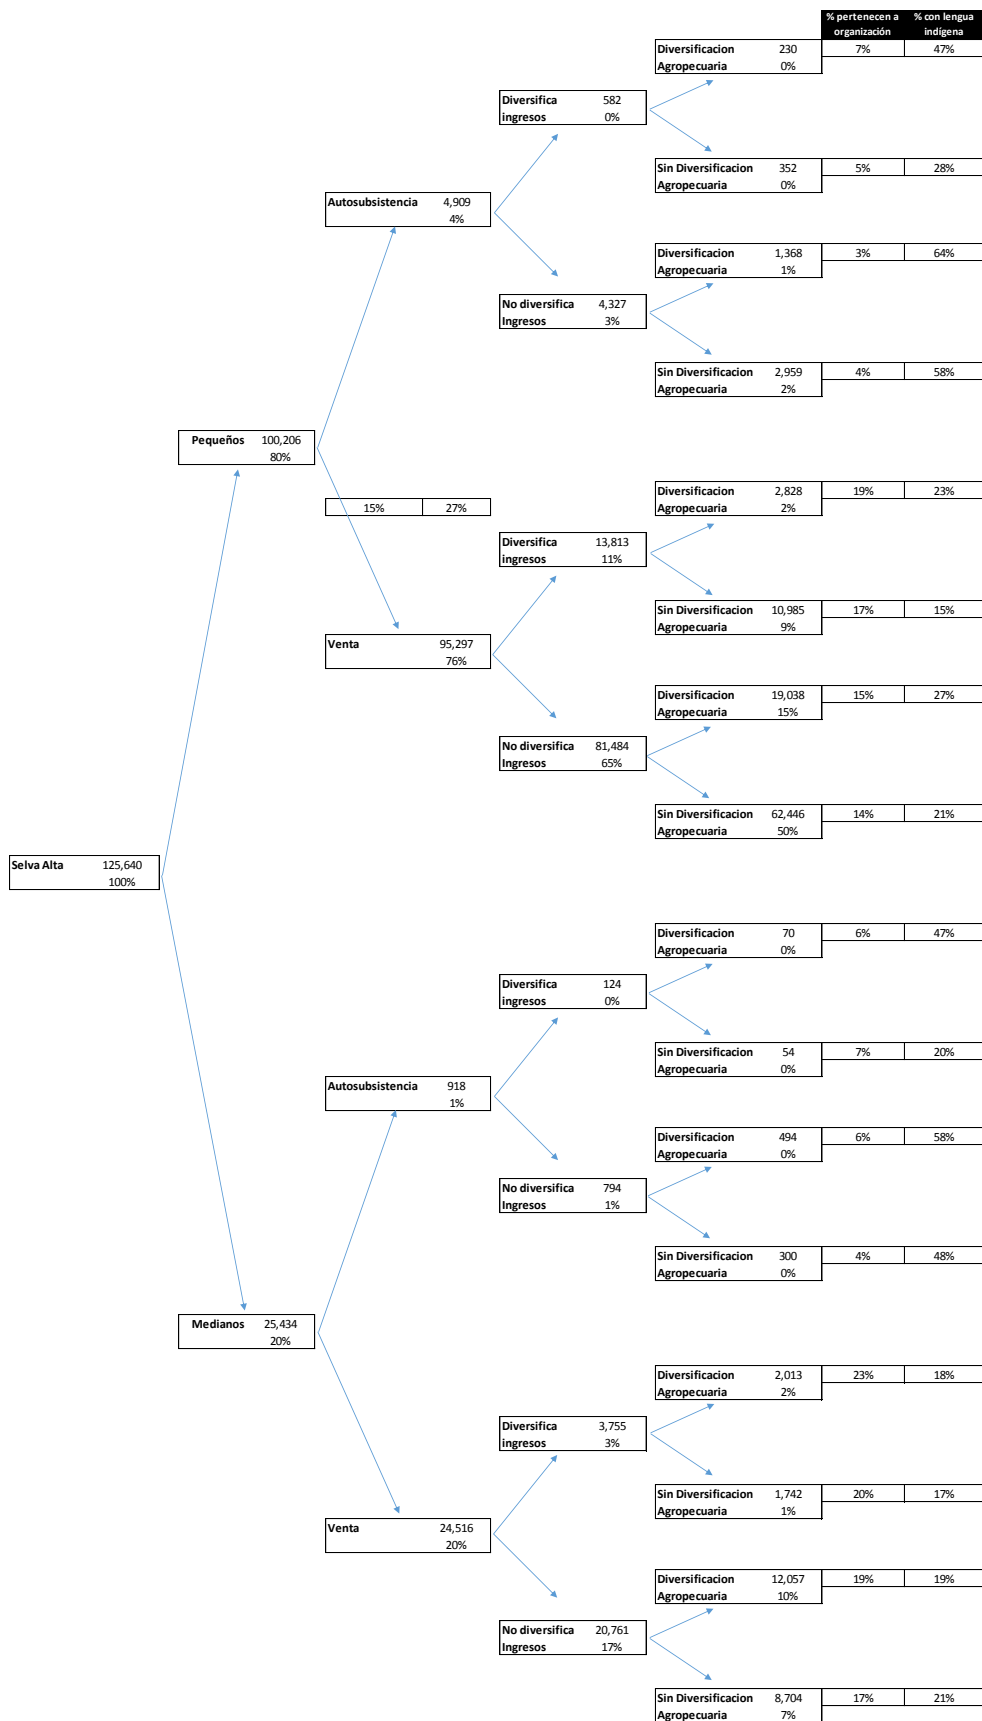 % pertenecen a organización % con lengua indígena
Diversificacion 230 7% 47%
Agropecuaria 0%
Diversifica 582
ingresos 0%
Sin Diversificacion 352 5% 28%
Agropecuaria 0%
Autosubsistencia 4,909
4%
Diversificacion 1,368 3% 64%
Agropecuaria 1%
No diversifica 4,327
Ingresos 3%
Sin Diversificacion 2,959 4% 58%
Agropecuaria 2%
Pequeños 100,206
80%
Diversificacion 2,828 19% 23%
Agropecuaria 2%
15% 27%
Diversifica 13,813
ingresos 11%
Sin Diversificacion 10,985 17% 15%
Agropecuaria 9%
Venta 95,297
76%
Diversificacion 19,038 15% 27%
Agropecuaria 15%
No diversifica 81,484
Ingresos 65%
Sin Diversificacion 62,446 14% 21%
Agropecuaria 50%
Selva Alta 125,640
100%
Diversificacion 70 6% 47%
Agropecuaria 0%
Diversifica 124
ingresos 0%
Sin Diversificacion 54 7% 20%
Agropecuaria 0%
Autosubsistencia 918
1%
Diversificacion 494 6% 58%
Agropecuaria 0%
No diversifica 794
Ingresos 1%
Sin Diversificacion 300 4% 48%
Agropecuaria 0%
Medianos 25,434
20%
Diversificacion 2,013 23% 18%
Agropecuaria 2%
Diversifica 3,755
ingresos 3%
Sin Diversificacion 1,742 20% 17%
Agropecuaria 1%
Venta 24,516
20%
Diversificacion 12,057 19% 19%
Agropecuaria 10%
No diversifica 20,761
Ingresos 17%
Sin Diversificacion 8,704 17% 21%
Agropecuaria 7%